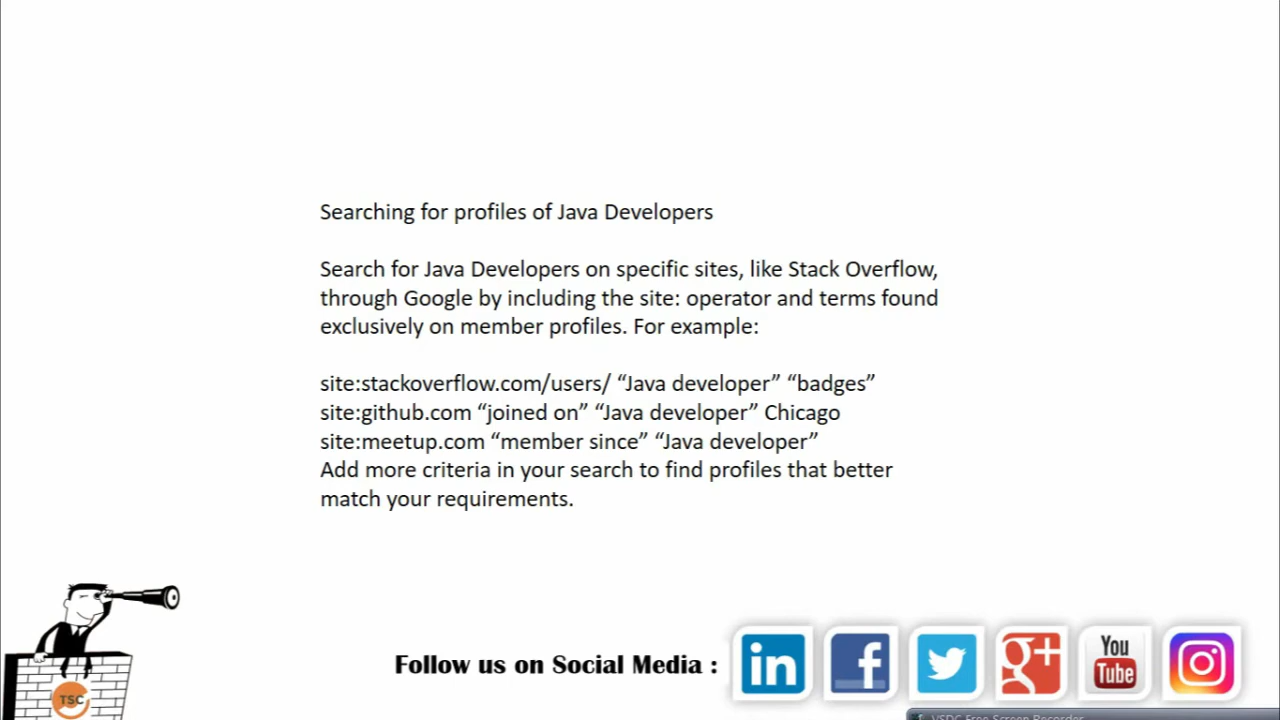 Searching for profiles of Java Developers
Search for Java Developers on specific sites, like Stack Overflow,
through Google by including the site: operator and terms found
exclusively on member profiles. For example:
site:stackoverflow.com/users/ “Java developer” “badges”
site:github.com “joined on” “Java developer” Chicago
site:meetup.com “member since” “Java developer”
Add more criteria in your search to find profiles that better
match your requirements.
TSC
Follow us on Social Media :
in
f
g+
You
Tube
VSDC Free Screen Recorder